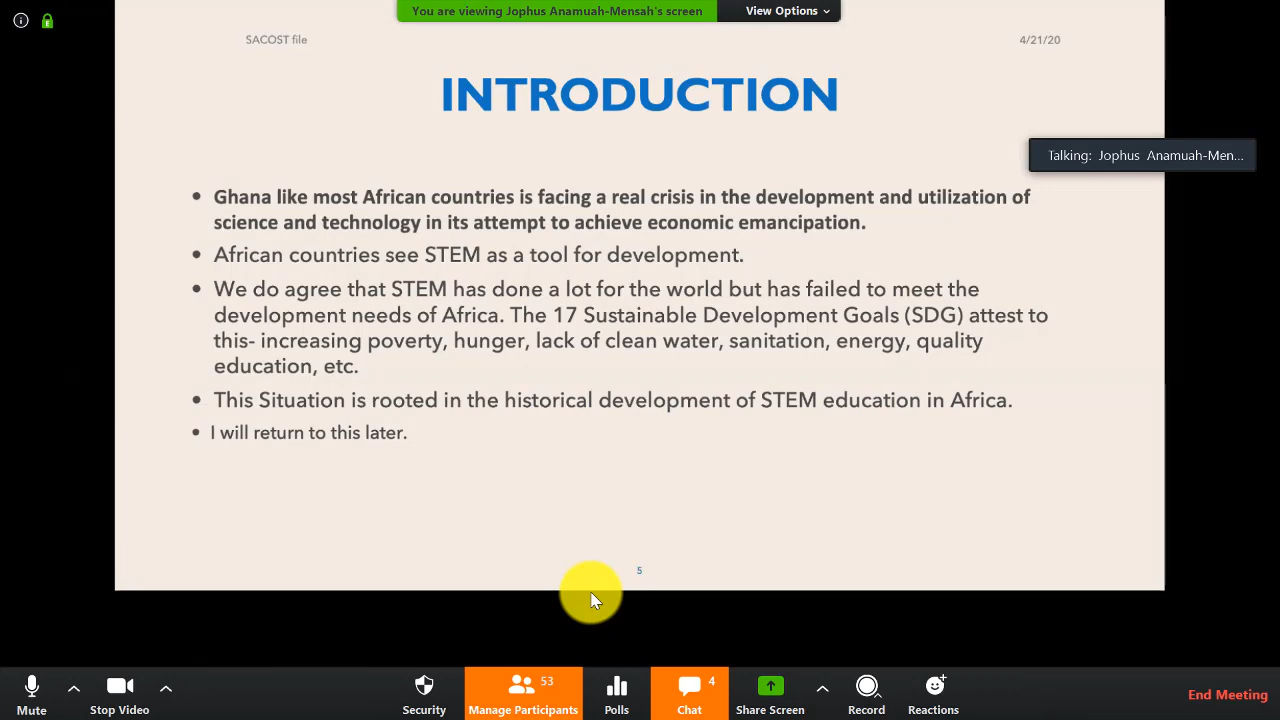 You are viewing Jophus Anamuah-Mensah's screen
View Options
SACOST file
4/21/20
INTRODUCTION
Talking: Jophus Anamuah-Men...
• Ghana like most African countries is facing a real crisis in the development and utilization of
science and technology in its attempt to achieve economic emancipation.
• African countries see STEM as a tool for development.
• We do agree that STEM has done a lot for the world but has failed to meet the
development needs of Africa. The 17 Sustainable Development Goals (SDG) attest to
this- increasing poverty, hunger, lack of clean water, sanitation, energy, quality
education, etc.
• This Situation is rooted in the historical development of STEM education in Africa.
• I will return to this later.
5
Mute
Stop Video
Security
53
Manage Participants
Polls
4
Chat
Share Screen
Record
Reactions
End Meeting